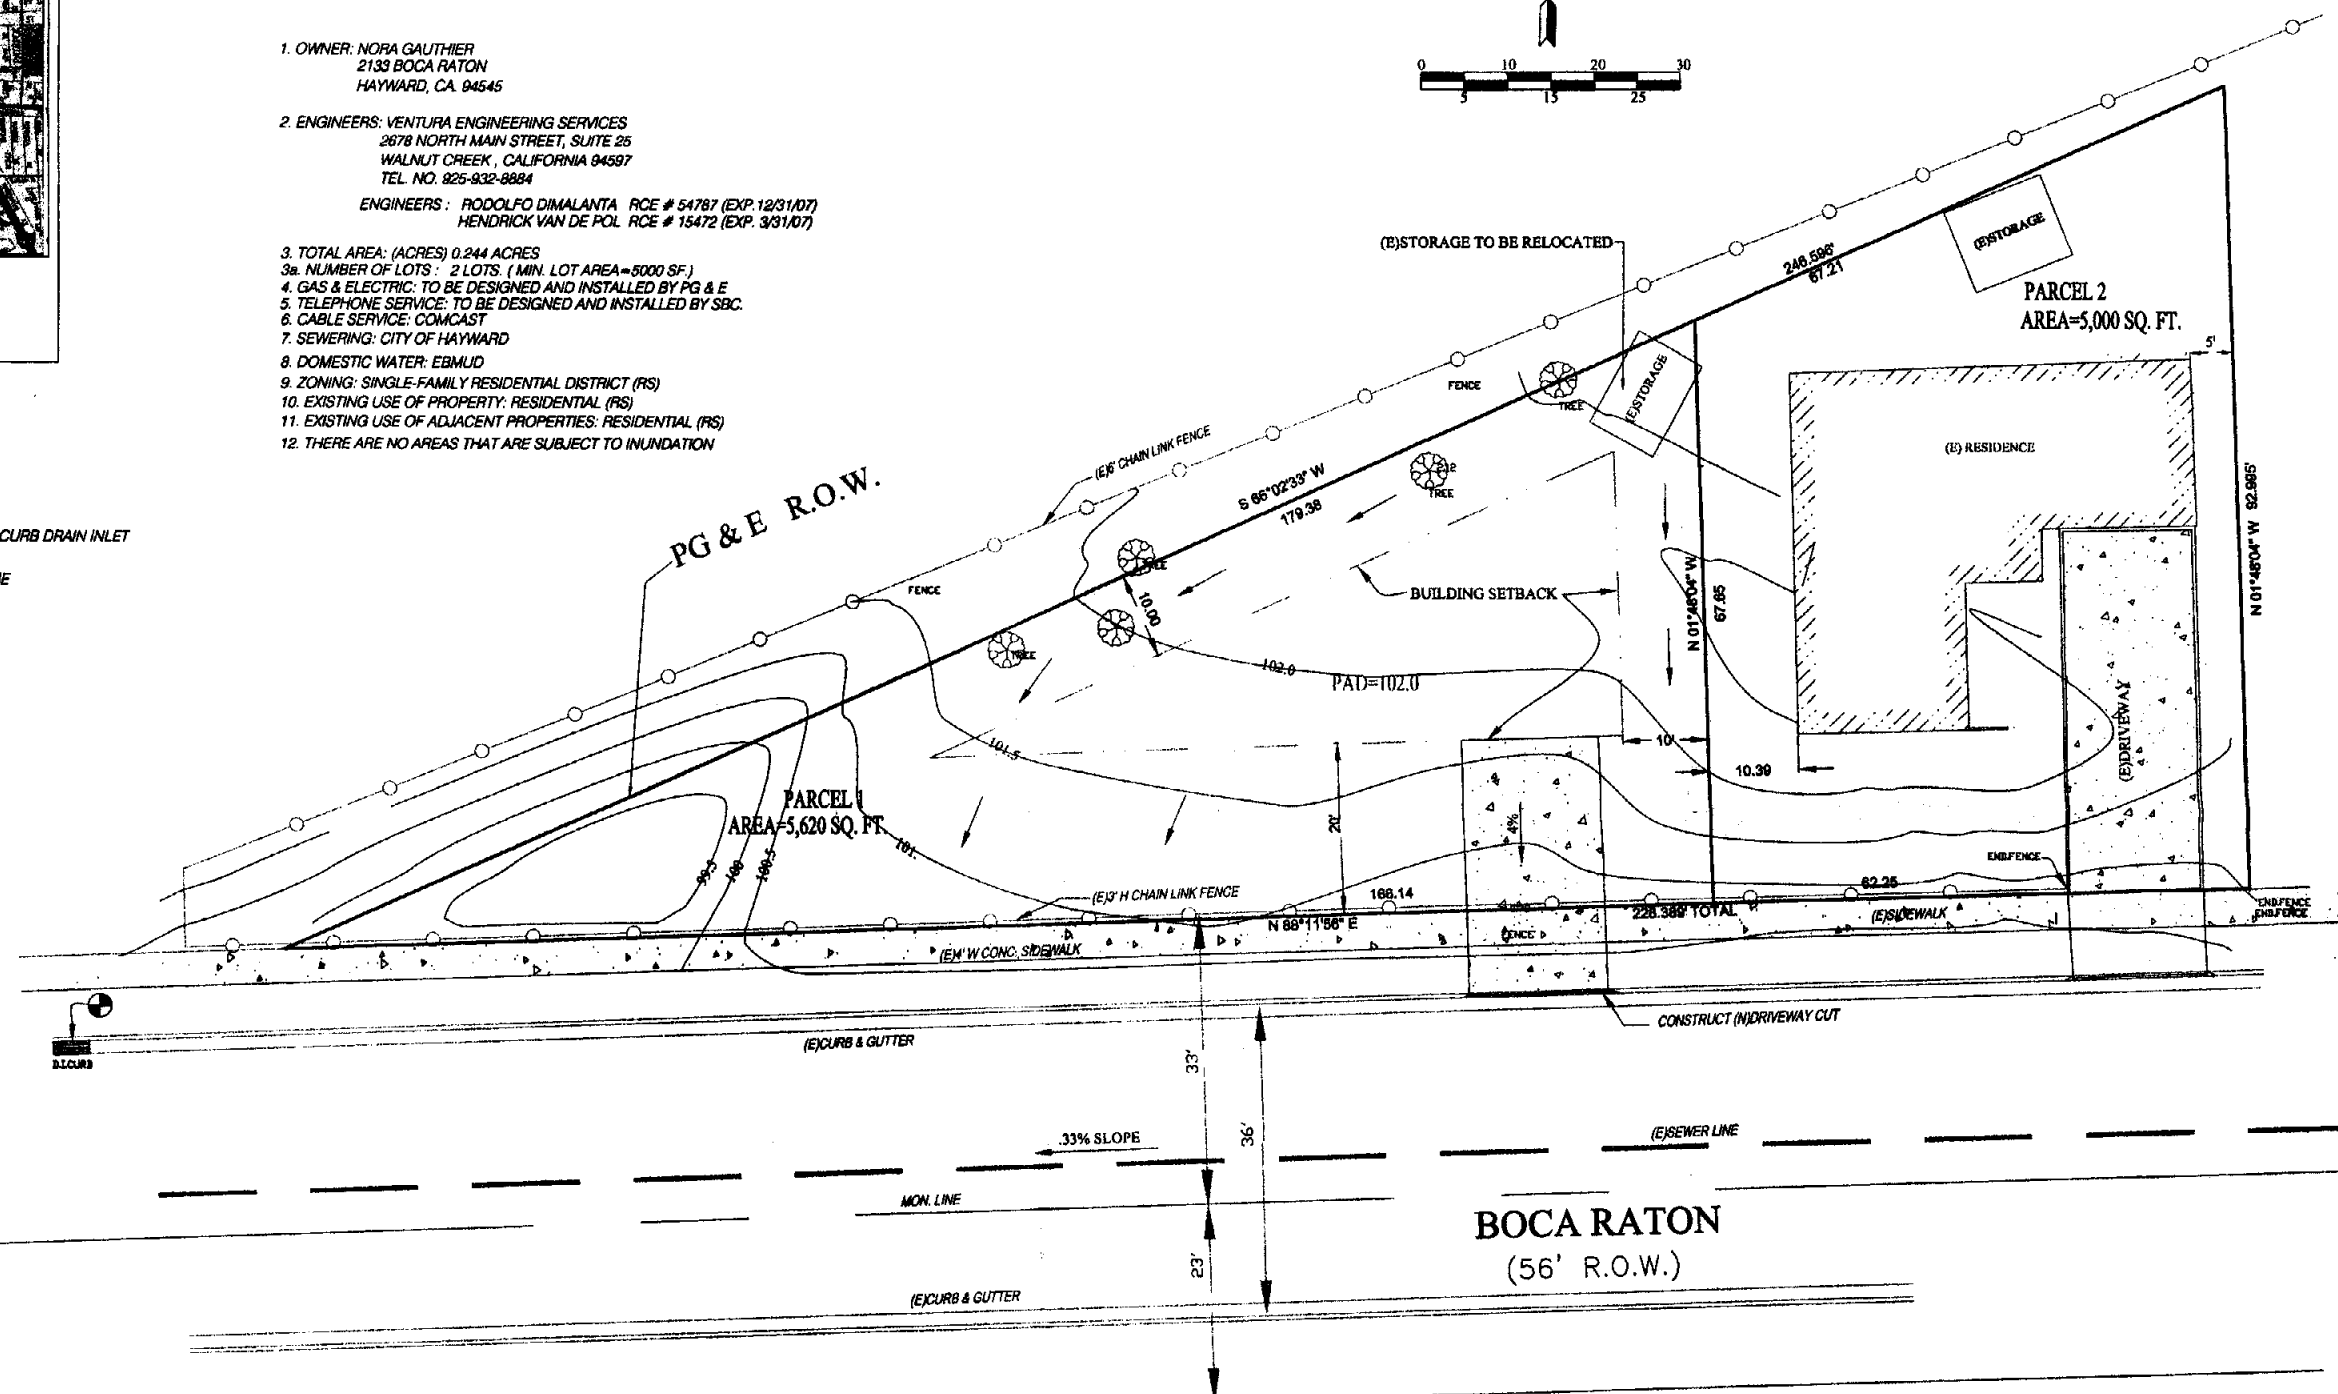 1. OWNER: NORA GAUTHIER
2133 BOCA RATON
HAYWARD, CA. 94545
2. ENGINEERS: VENTURA ENGINEERING SERVICES
2678 NORTH MAIN STREET, SUITE 25
WALNUT CREEK , CALIFORNIA 94597
TEL. NO. 925-932-8884
ENGINEERS : RODOLFO DIMALANTA RCE # 54787 (EXP. 12/31/07)
HENDRICK VAN DE POL RCE # 15472 (EXP. 3/31/07)
3. TOTAL AREA: (ACRES) 0.244 ACRES
3a. NUMBER OF LOTS : 2 LOTS. ( MIN. LOT AREA=5000 SF.)
4. GAS & ELECTRIC: TO BE DESIGNED AND INSTALLED BY PG & E
5. TELEPHONE SERVICE: TO BE DESIGNED AND INSTALLED BY SBC.
6. CABLE SERVICE: COMCAST
7. SEWERING: CITY OF HAYWARD
8. DOMESTIC WATER: EBMUD
9. ZONING: SINGLE-FAMILY RESIDENTIAL DISTRICT (RS)
10. EXISTING USE OF PROPERTY: RESIDENTIAL (RS)
11. EXISTING USE OF ADJACENT PROPERTIES: RESIDENTIAL (RS)
12. THERE ARE NO AREAS THAT ARE SUBJECT TO INUNDATION
0 10 20 30
5 15 25
CURB DRAIN INLET
E
(E)STORAGE TO BE RELOCATED
(E)STORAGE
246.596'
67.21
PARCEL 2
AREA=5,000 SQ. FT.
5'
FENCE
TREE
(E)STORAGE
(E) RESIDENCE
(E)6' CHAIN LINK FENCE
PG & E R.O.W.
S 66°02'33" W
179.38
TREE
N 01°48'04" W 92.995'
FENCE
TREE
10.00
BUILDING SETBACK
N 01°48'04" W
67.65
TREE
102.0
PAD=102.0
101.5
10'
10.39
(E)DRIVEWAY
PARCEL 1
AREA=5,620 SQ. FT.
20'
4%
101.
99.5
100
100.5
END.FENCE
(E)3' H CHAIN LINK FENCE
166.14
62.25
N 88°11'56" E
228.389' TOTAL
(E)SIDEWALK
END.FENCE
END.FENCE
FENCE
(E)4' W CONC. SIDEWALK
CONSTRUCT (N)DRIVEWAY CUT
D.I.CURB
(E)CURB & GUTTER
33'
36'
.33% SLOPE
(E)SEWER LINE
MON. LINE
BOCA RATON
(56' R.O.W.)
23'
(E)CURB & GUTTER